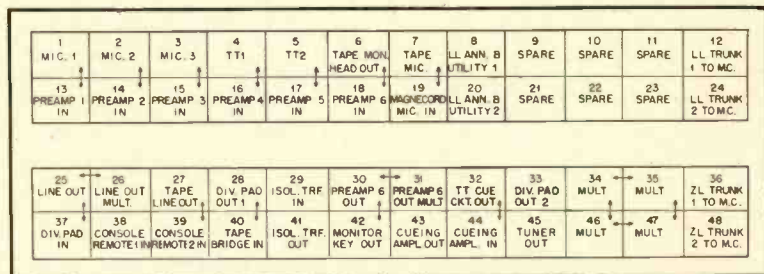 1 2 3 4 5 6 7 8 9 10 11 12
MIC. 1 MIC. 2 MIC. 3 TT1 TT2 TAPE MON. TAPE LL ANN. B SPARE SPARE SPARE LL TRUNK
HEAD OUT MIC. UTILITY 1 1 TO M.C.
13 14 15 16 17 18 19 20 21 22 23 24
PREAMP 1 PREAMP 2 PREAMP 3 PREAMP 4 PREAMP 5 PREAMP 6 MAGNECORD LL ANN. B SPARE SPARE SPARE LL TRUNK
IN IN IN IN IN IN MIC. IN UTILITY 2 2 TO M.C.
25 26 27 28 29 30 31 32 33 34 35 36
LINE OUT LINE OUT TAPE DIV. PAD ISOL. TRF. PREAMP 6 PREAMP 6 TT CUE DIV. PAD MULT MULT ZL TRUNK
MULT. LINE OUT OUT 1 IN OUT OUT MULT CKT. OUT OUT 2 1 TO M.C.
37 38 39 40 41 42 43 44 45 46 47 48
DIV. PAD CONSOLE CONSOLE TAPE ISOL. TRF. MONITOR CUEING CUEING TUNER MULT MULT ZL TRUNK
IN REMOTE 1 IN REMOTE 2 IN BRIDGE IN OUT KEY OUT AMPL. OUT AMPL. IN OUT 2 TO M.C.